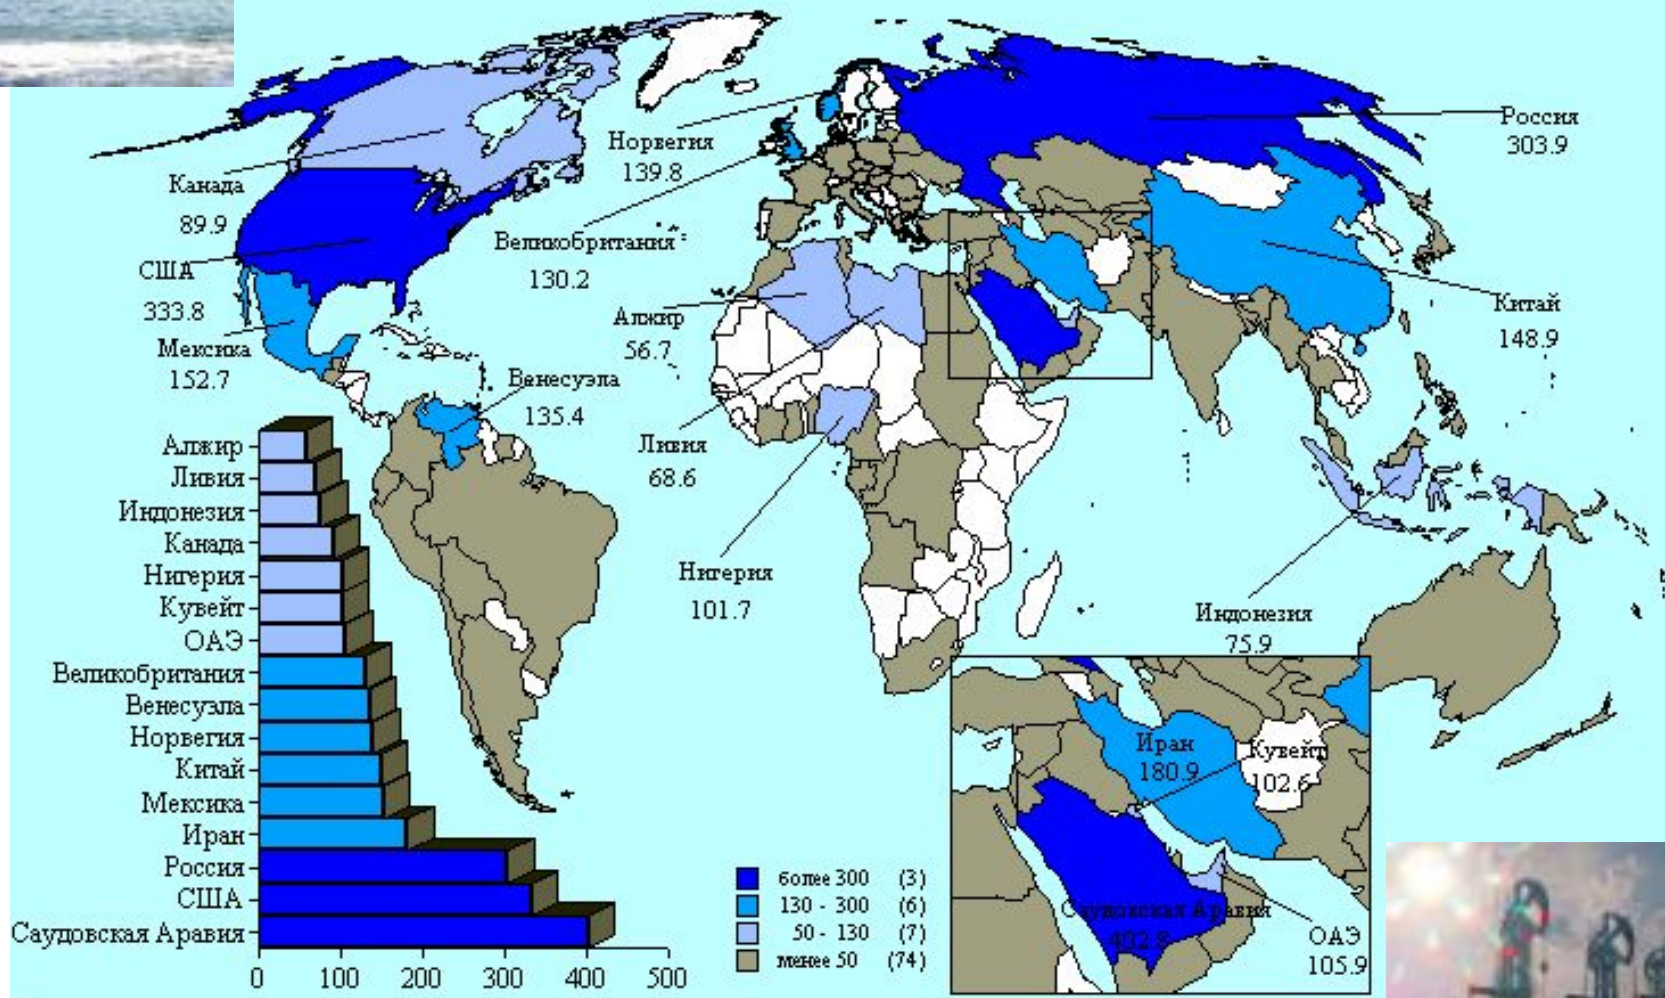 Россия
303.9
Норвегия
139.8
Канада
89.9
Великобритания
130.2
США
333.8
Мексика
152.7
Алжир
56.7
Китай
148.9
Венесуэла
135.4
Ливия
68.6
Нигерия
101.7
Индонезия
75.9
Алжир
Ливия
Индонезия
Канада
Нигерия
Кувейт
ОАЭ
Великобритания
Венесуэла
Норвегия
Китай
Мексика
Иран
Россия
США
Саудовская Аравия
0 100 200 300 400 500
более 300 (3)
130 - 300 (6)
50 - 130 (7)
менее 50 (74)
Иран
180.9
Кувейт
102.6
Саудовская Аравия
402.8
ОАЭ
105.9